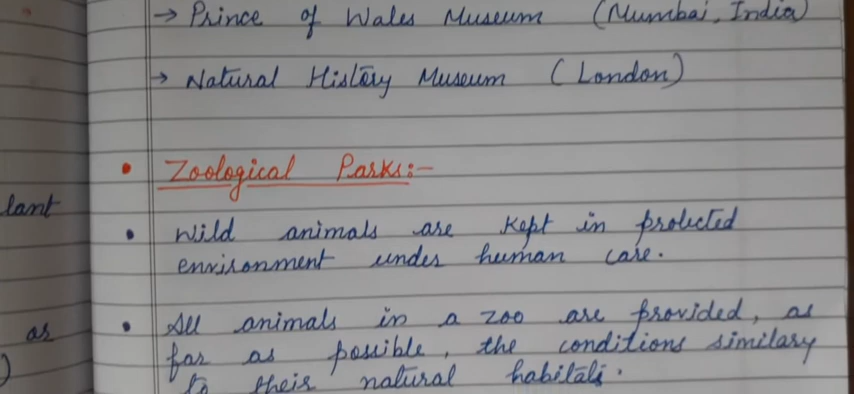 → Prince of Wales Museum (Mumbai, India)
→ Natural History Museum (London)
• Zoological Parks:-
lant
• Wild animals are kept in protected
environment under human care.
as
• All animals in a zoo are provided, as
far as possible, the conditions similary
)
to their natural habitats.